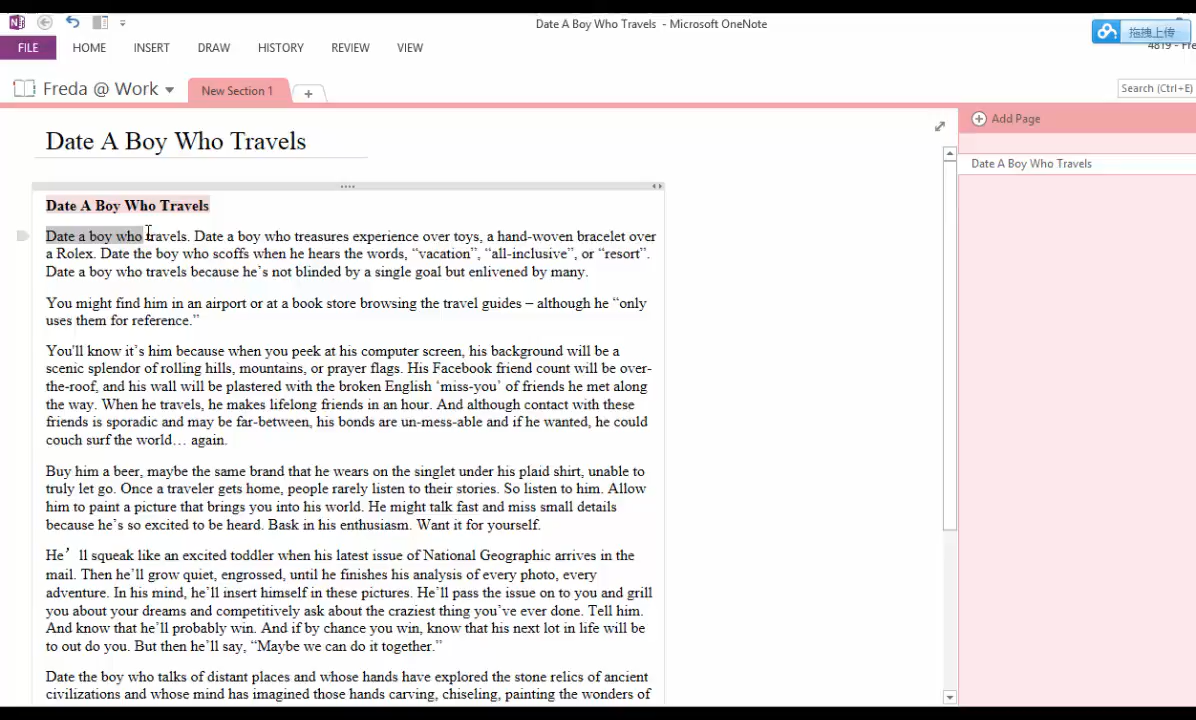 Date A Boy Who Travels - Microsoft OneNote
拖拽上传
FILE HOME INSERT DRAW HISTORY REVIEW VIEW
4819 - Fre
Freda @ Work New Section 1
Search (Ctrl+E)
Date A Boy Who Travels
Add Page
Date A Boy Who Travels
Date A Boy Who Travels
Date a boy who travels. Date a boy who treasures experience over toys, a hand-woven bracelet over
a Rolex. Date the boy who scoffs when he hears the words, “vacation”, “all-inclusive”, or “resort”.
Date a boy who travels because he’s not blinded by a single goal but enlivened by many.
You might find him in an airport or at a book store browsing the travel guides – although he “only
uses them for reference.”
You'll know it’s him because when you peek at his computer screen, his background will be a
scenic splendor of rolling hills, mountains, or prayer flags. His Facebook friend count will be over-
the-roof, and his wall will be plastered with the broken English ‘miss-you’ of friends he met along
the way. When he travels, he makes lifelong friends in an hour. And although contact with these
friends is sporadic and may be far-between, his bonds are un-mess-able and if he wanted, he could
couch surf the world… again.
Buy him a beer, maybe the same brand that he wears on the singlet under his plaid shirt, unable to
truly let go. Once a traveler gets home, people rarely listen to their stories. So listen to him. Allow
him to paint a picture that brings you into his world. He might talk fast and miss small details
because he’s so excited to be heard. Bask in his enthusiasm. Want it for yourself.
He’ll squeak like an excited toddler when his latest issue of National Geographic arrives in the
mail. Then he’ll grow quiet, engrossed, until he finishes his analysis of every photo, every
adventure. In his mind, he’ll insert himself in these pictures. He’ll pass the issue on to you and grill
you about your dreams and competitively ask about the craziest thing you’ve ever done. Tell him.
And know that he’ll probably win. And if by chance you win, know that his next lot in life will be
to out do you. But then he’ll say, “Maybe we can do it together.”
Date the boy who talks of distant places and whose hands have explored the stone relics of ancient
civilizations and whose mind has imagined those hands carving, chiseling, painting the wonders of